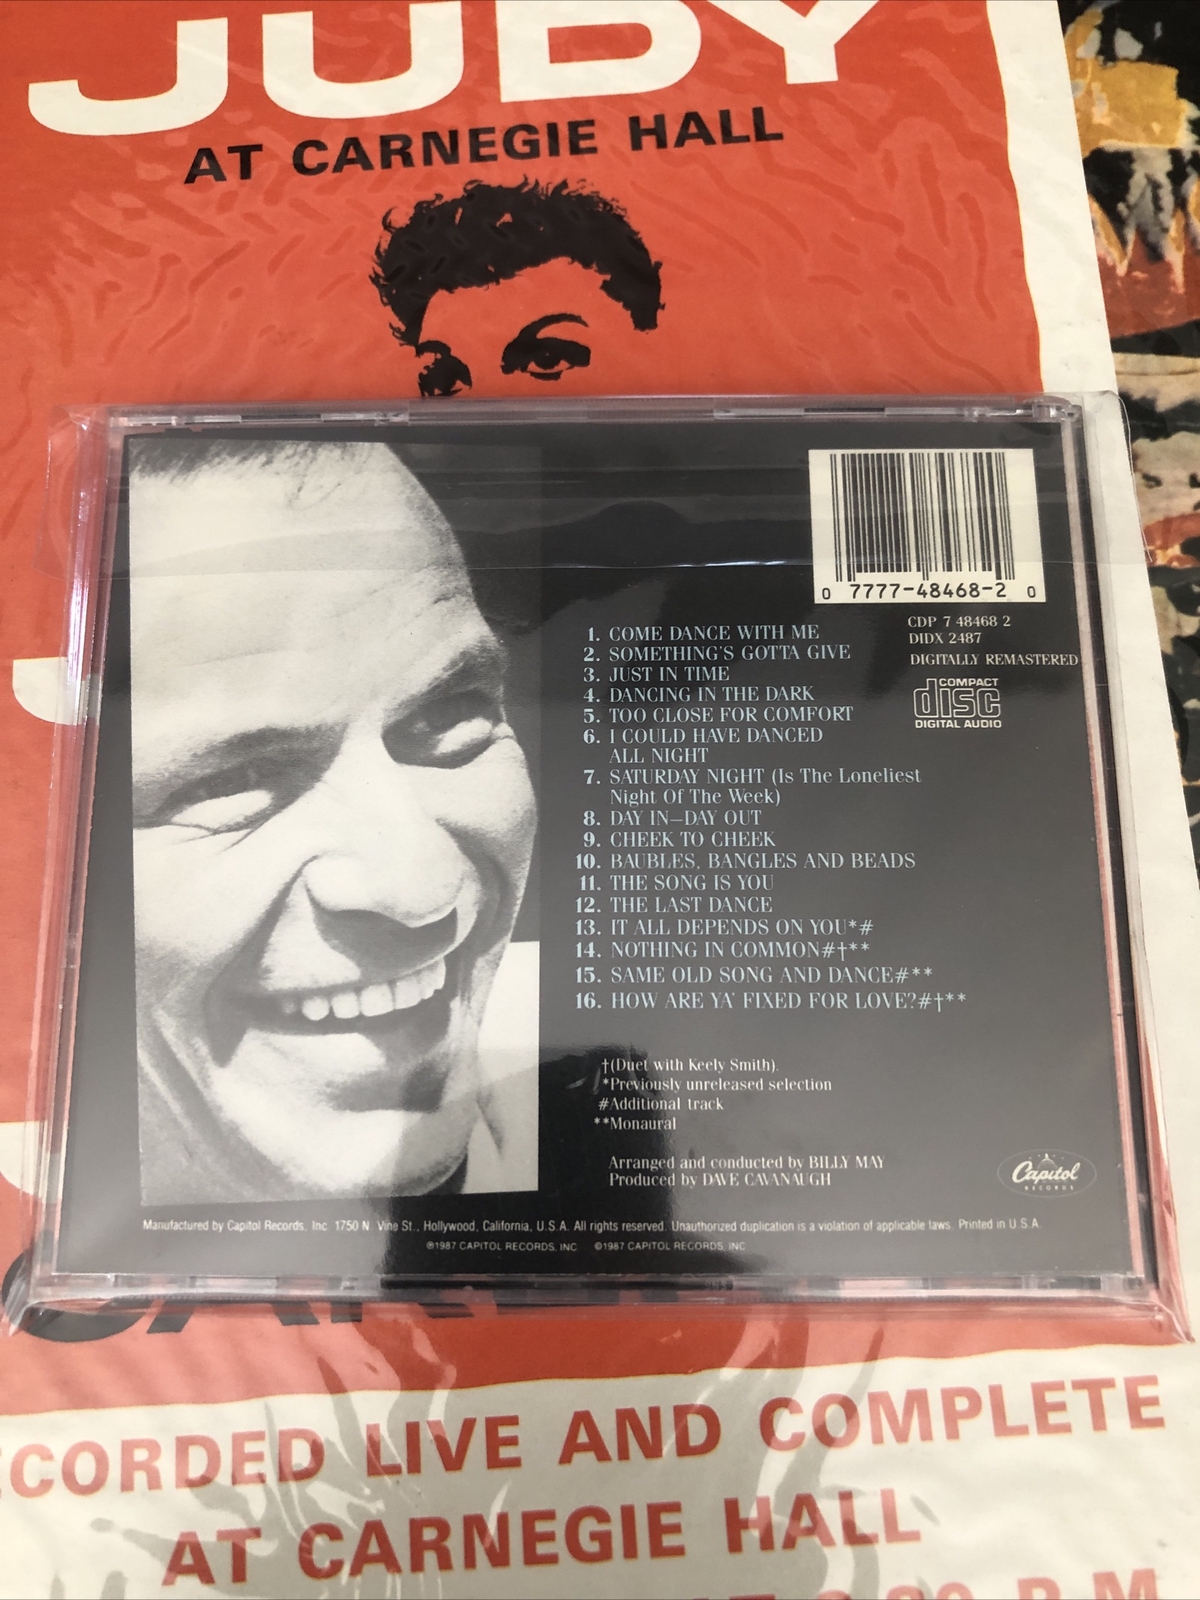 JUDY
AT CARNEGIE HALL
0 7777-48468-2 0
CDP 7 48468 2
DIDX 2487
DIGITALLY REMASTERED
COMPACT
disc
DIGITAL AUDIO
1. COME DANCE WITH ME
2. SOMETHING'S GOTTA GIVE
3. JUST IN TIME
4. DANCING IN THE DARK
5. TOO CLOSE FOR COMFORT
6. I COULD HAVE DANCED
ALL NIGHT
7. SATURDAY NIGHT (Is The Loneliest
Night Of The Week)
8. DAY IN–DAY OUT
9. CHEEK TO CHEEK
10. BAUBLES, BANGLES AND BEADS
11. THE SONG IS YOU
12. THE LAST DANCE
13. IT ALL DEPENDS ON YOU*#
14. NOTHING IN COMMON#†**
15. SAME OLD SONG AND DANCE#**
16. HOW ARE YA' FIXED FOR LOVE?#†**
†(Duet with Keely Smith).
*Previously unreleased selection
#Additional track
**Monaural
Arranged and conducted by BILLY MAY
Produced by DAVE CAVANAUGH
Capitol
RECORDS
Manufactured by Capitol Records, Inc. 1750 N. Vine St., Hollywood, California, U.S.A. All rights reserved. Unauthorized duplication is a violation of applicable laws. Printed in U.S.A.
℗1987 CAPITOL RECORDS, INC ©1987 CAPITOL RECORDS, INC
ECORDED LIVE AND COMPLETE
AT CARNEGIE HALL
P.M.